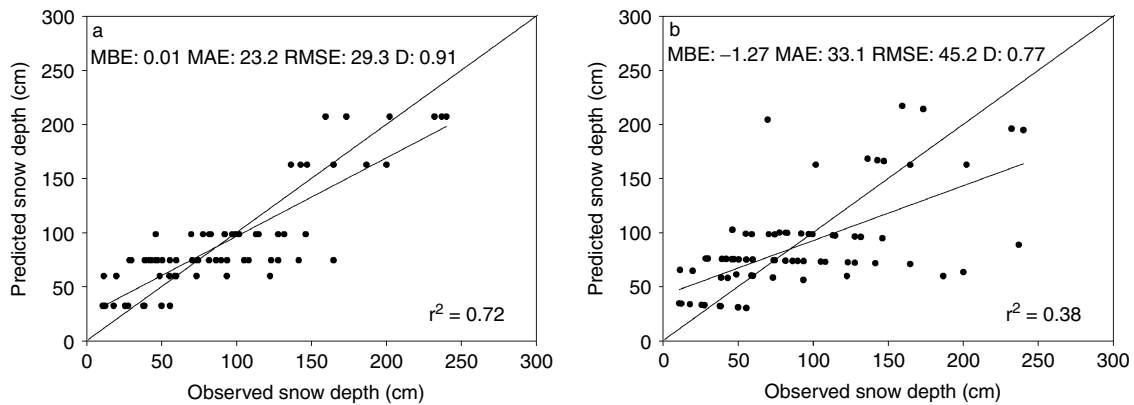 a
MBE: 0.01 MAE: 23.2 RMSE: 29.3 D: 0.91
Predicted snow depth (cm)
300
250
200
150
100
50
0
r² = 0.72
0 50 100 150 200 250 300
Observed snow depth (cm)
b
MBE: −1.27 MAE: 33.1 RMSE: 45.2 D: 0.77
Predicted snow depth (cm)
300
250
200
150
100
50
0
r² = 0.38
0 50 100 150 200 250 300
Observed snow depth (cm)